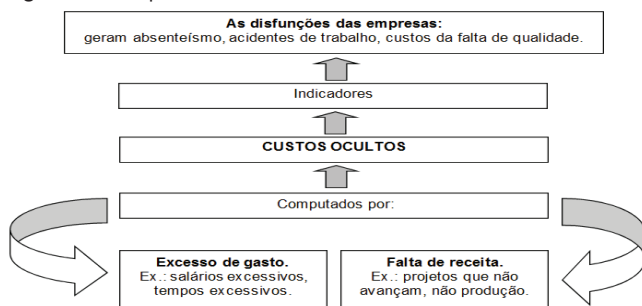 As disfunções das empresas:
geram absenteísmo, acidentes de trabalho, custos da falta de qualidade.
Indicadores
CUSTOS OCULTOS
Computados por:
Excesso de gasto.
Ex.: salários excessivos,
tempos excessivos.
Falta de receita.
Ex.: projetos que não
avançam, não produção.